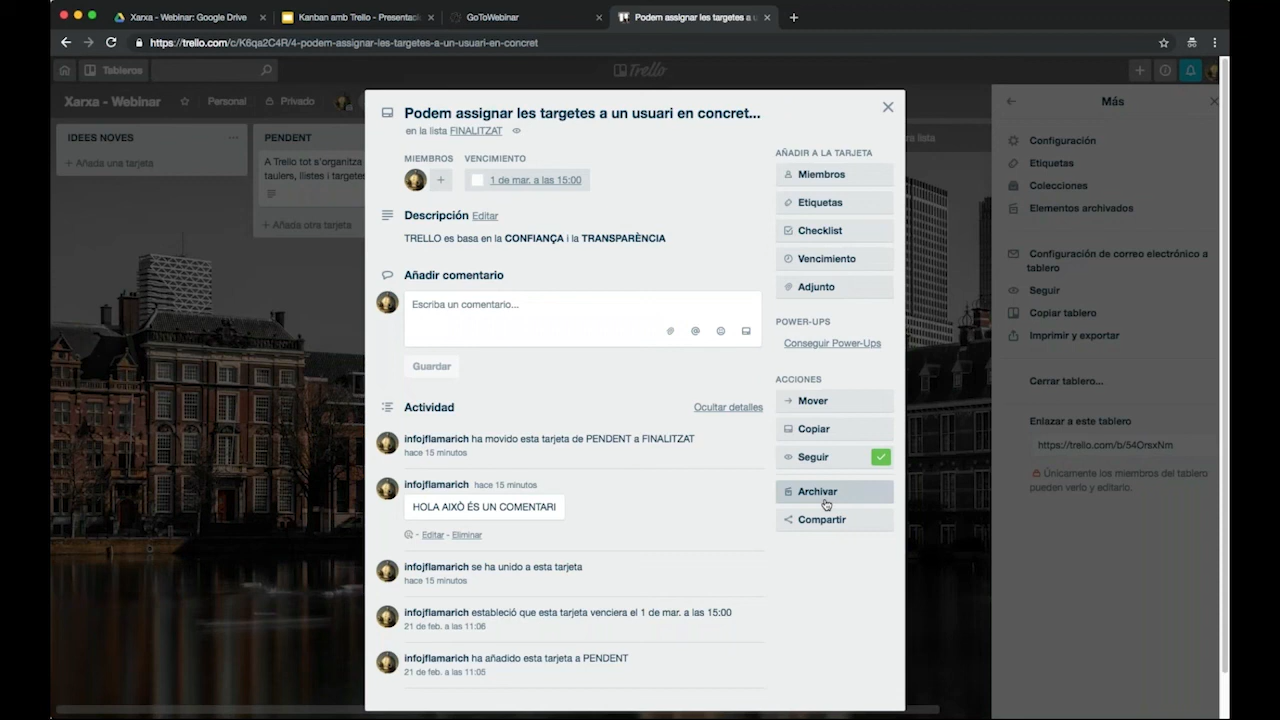 Xarxa - Webinar: Google Drive
Kanban amb Trello - Presentac
GoToWebinar
Podem assignar les targetes a u
https://trello.com/c/K6qa2C4R/4-podem-assignar-les-targetes-a-un-usuari-en-concret
Tableros
Trello
Xarxa - Webinar
Personal
Privado
IDEES NOVES
+ Añada una tarjeta
PENDENT
A Trello tot s'organitza
taulers, llistes i targetes
+ Añada otra tarjeta
Podem assignar les targetes a un usuari en concret...
en la lista FINALITZAT
MIEMBROS
VENCIMIENTO
1 de mar. a las 15:00
Descripción Editar
TRELLO es basa en la CONFIANÇA i la TRANSPARÈNCIA
Añadir comentario
Escriba un comentario...
Guardar
Actividad
Ocultar detalles
infojflamarich ha movido esta tarjeta de PENDENT a FINALITZAT
hace 15 minutos
infojflamarich hace 15 minutos
HOLA AIXÒ ÉS UN COMENTARI
- Editar - Eliminar
infojflamarich se ha unido a esta tarjeta
hace 15 minutos
infojflamarich estableció que esta tarjeta venciera el 1 de mar. a las 15:00
21 de feb. a las 11:06
infojflamarich ha añadido esta tarjeta a PENDENT
21 de feb. a las 11:05
AÑADIR A LA TARJETA
Miembros
Etiquetas
Checklist
Vencimiento
Adjunto
POWER-UPS
Conseguir Power-Ups
ACCIONES
Mover
Copiar
Seguir
Archivar
Compartir
ra lista
Más
Configuración
Etiquetas
Colecciones
Elementos archivados
Configuración de correo electrónico a
tablero
Seguir
Copiar tablero
Imprimir y exportar
Cerrar tablero...
Enlazar a este tablero
https://trello.com/b/54OrsxNm
Únicamente los miembros del tablero
pueden verlo y editarlo.